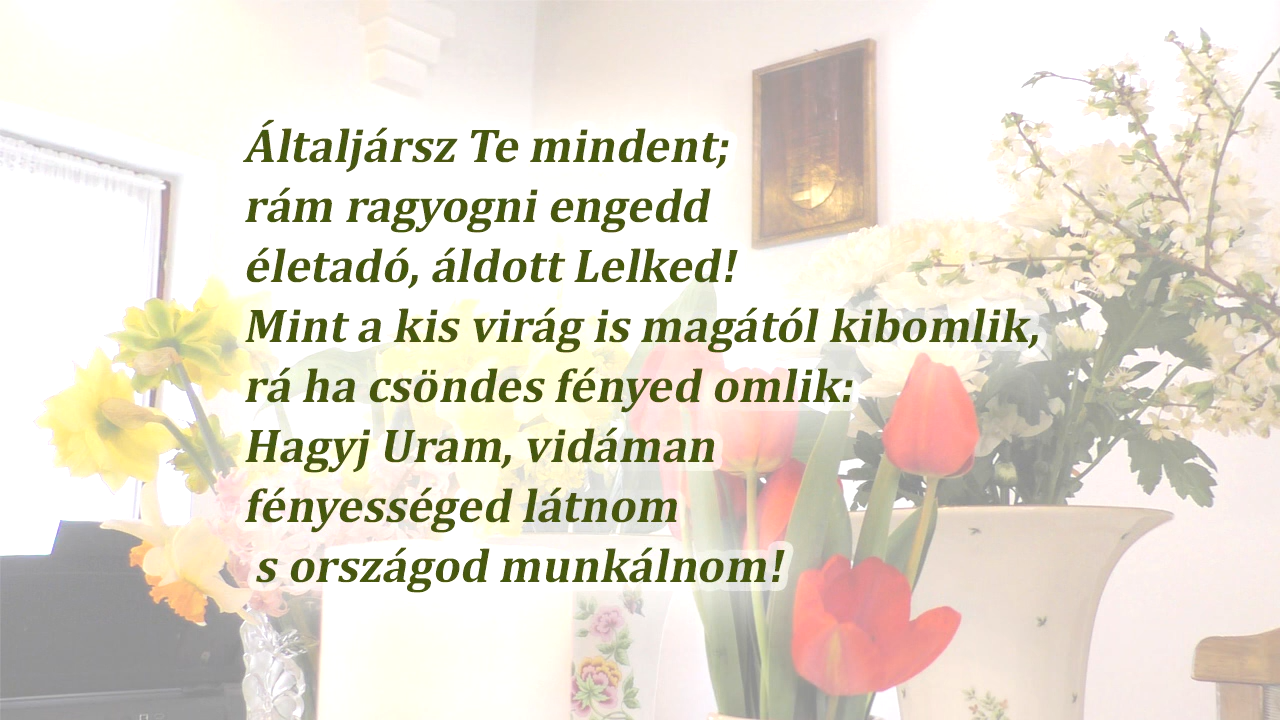 Általjársz Te mindent;
rám ragyogni engedd
életadó, áldott Lelked!
Mint a kis virág is magától kibomlik,
rá ha csöndes fényed omlik:
Hagyj Uram, vidáman
fényességed látnom
s országod munkálnom!